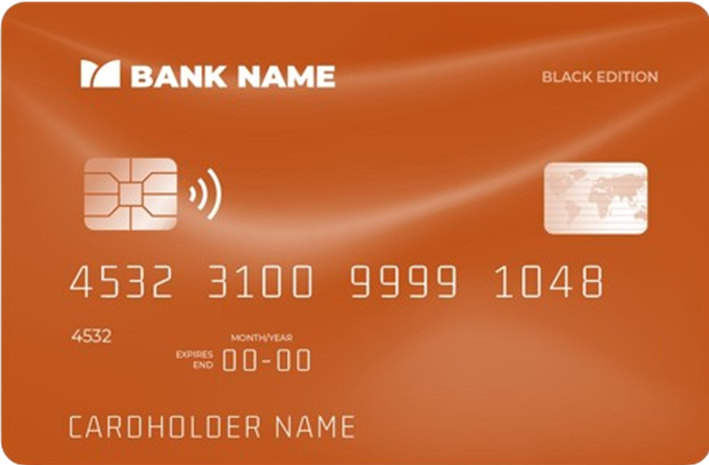 BANK NAME
BLACK EDITION
4532 3100 9999 1048
4532
MONTH/YEAR
EXPIRES END 00-00
CARDHOLDER NAME